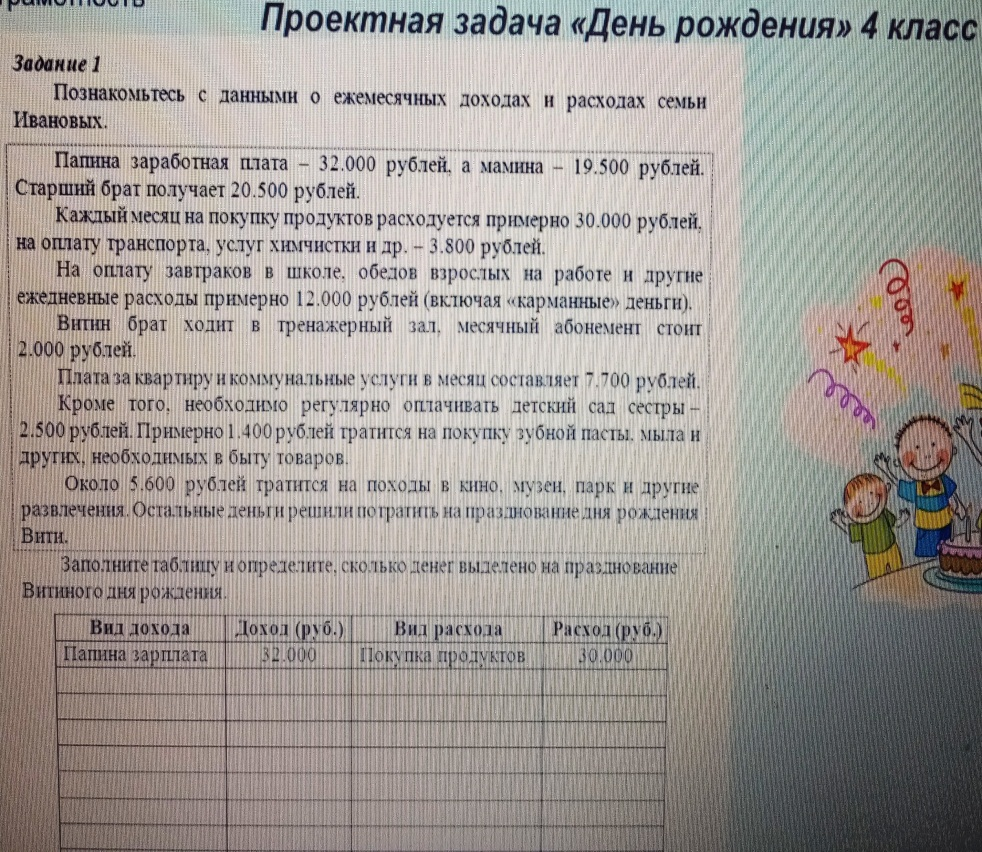 Проектная задача «День рождения» 4 класс
Задание 1
Познакомьтесь с данными о ежемесячных доходах и расходах семьи
Ивановых.
Папина заработная плата – 32.000 рублей, а мамина – 19.500 рублей.
Старший брат получает 20.500 рублей.
Каждый месяц на покупку продуктов расходуется примерно 30.000 рублей,
на оплату транспорта, услуг химчистки и др. – 3.800 рублей.
На оплату завтраков в школе, обедов взрослых на работе и другие
ежедневные расходы примерно 12.000 рублей (включая «карманные» деньги).
Витин брат ходит в тренажерный зал, месячный абонемент стоит
2.000 рублей.
Плата за квартиру и коммунальные услуги в месяц составляет 7.700 рублей.
Кроме того, необходимо регулярно оплачивать детский сад сестры –
2.500 рублей. Примерно 1.400 рублей тратится на покупку зубной пасты, мыла и
других, необходимых в быту товаров.
Около 5.600 рублей тратится на походы в кино, музеи, парк и другие
развлечения. Остальные деньги решили потратить на празднование дня рождения
Вити.
Заполните таблицу и определите, сколько денег выделено на празднование
Витиного дня рождения.
Вид дохода Доход (руб.) Вид расхода Расход (руб.)
Папина зарплата 32.000 Покупка продуктов 30.000